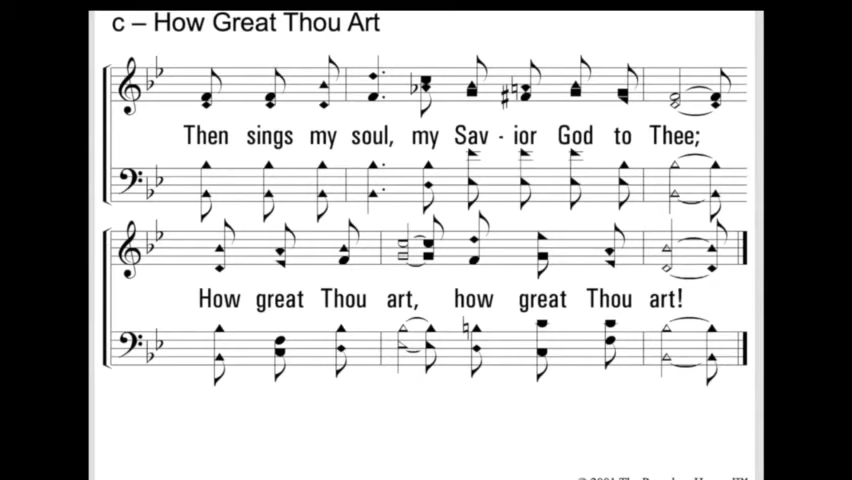 c – How Great Thou Art
Then sings my soul, my Sav - ior God to Thee;
How great Thou art, how great Thou art!